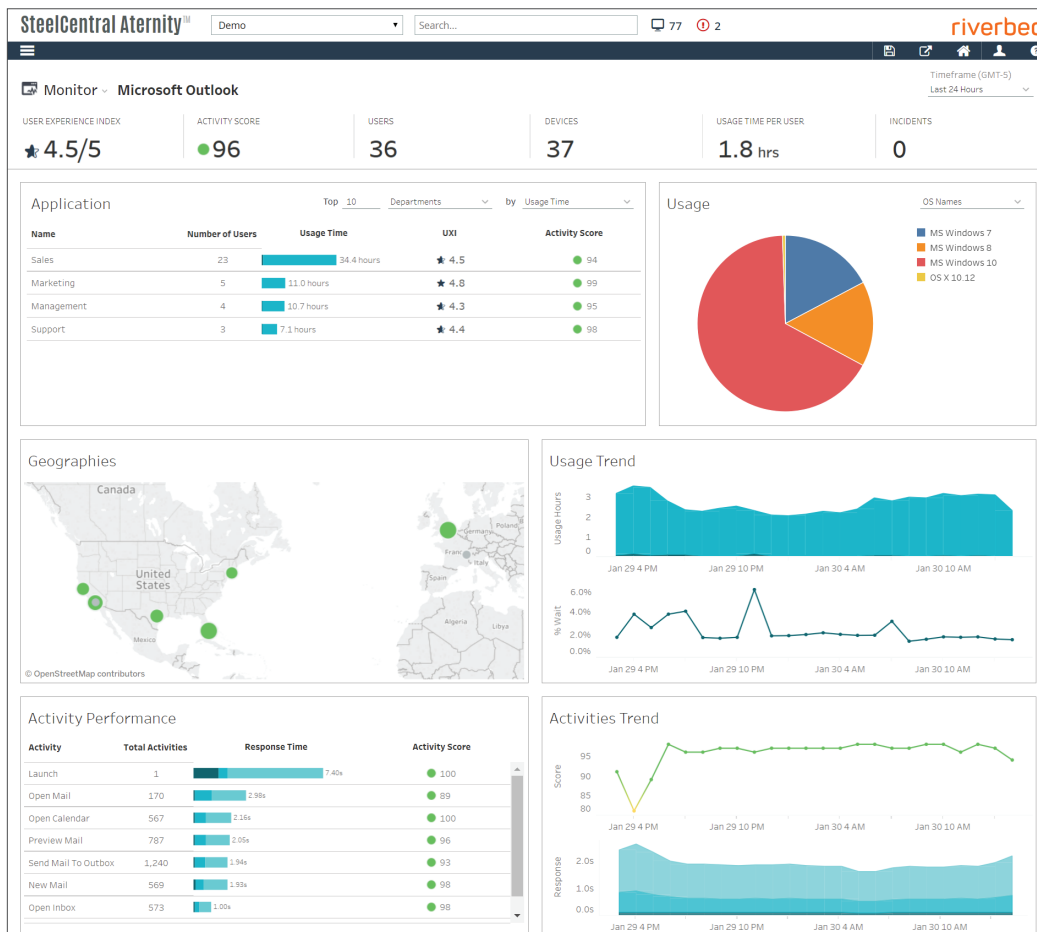 SteelCentral Aternity™ Demo Search... 77 2 riverbed
Timeframe (GMT-5)
Last 24 Hours
Monitor Microsoft Outlook
USER EXPERIENCE INDEX ACTIVITY SCORE USERS DEVICES USAGE TIME PER USER INCIDENTS
4.5/5 96 36 37 1.8 hrs 0
Application Top 10 Departments by Usage Time
Name Number of Users Usage Time UXI Activity Score
Sales 23 34.4 hours 4.5 94
Marketing 5 11.0 hours 4.8 99
Management 4 10.7 hours 4.3 95
Support 3 7.1 hours 4.4 98
Usage OS Names
MS Windows 7
MS Windows 8
MS Windows 10
OS X 10.12
Geographies
Canada
United
States
Mexico
Poland
Germany
France
Italy
Spain
Algeria
Libya
© OpenStreetMap contributors
Usage Trend
Usage Hours
3
2
1
0
Jan 29 4 PM Jan 29 10 PM Jan 30 4 AM Jan 30 10 AM
% Wait
6.0%
4.0%
2.0%
0.0%
Jan 29 4 PM Jan 29 10 PM Jan 30 4 AM Jan 30 10 AM
Activity Performance
Activity Total Activities Response Time Activity Score
Launch 1 7.40s 100
Open Mail 170 2.98s 89
Open Calendar 567 2.16s 100
Preview Mail 787 2.05s 96
Send Mail To Outbox 1,240 1.94s 93
New Mail 569 1.93s 98
Open Inbox 573 1.00s 98
Activities Trend
Score
95
90
85
80
Jan 29 4 PM Jan 29 10 PM Jan 30 4 AM Jan 30 10 AM
Response
2.0s
1.0s
0.0s
Jan 29 4 PM Jan 29 10 PM Jan 30 4 AM Jan 30 10 AM